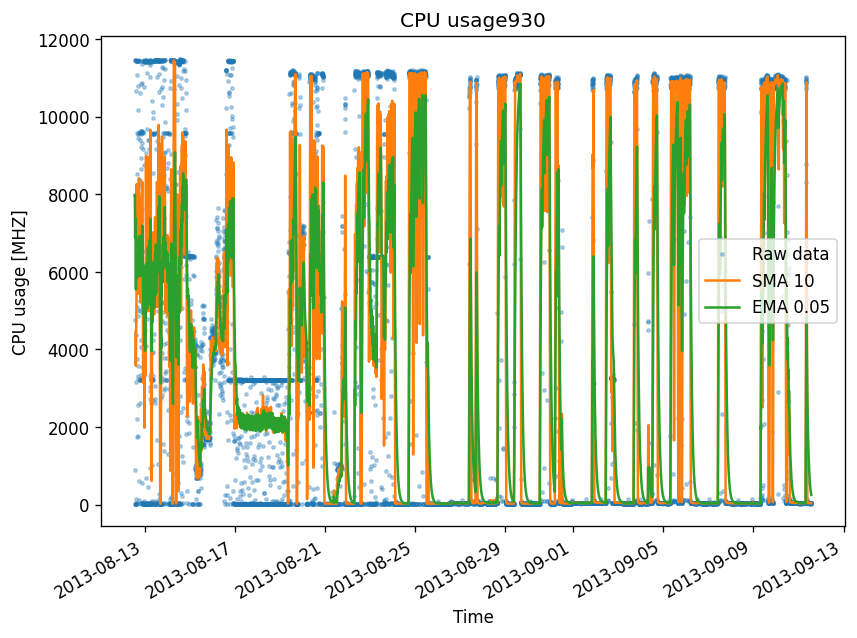 CPU usage930
12000
10000
8000
6000
4000
2000
0
CPU usage [MHZ]
Raw data
SMA 10
EMA 0.05
2013-08-13
2013-08-17
2013-08-21
2013-08-25
2013-08-29
2013-09-01
2013-09-05
2013-09-09
2013-09-13
Time